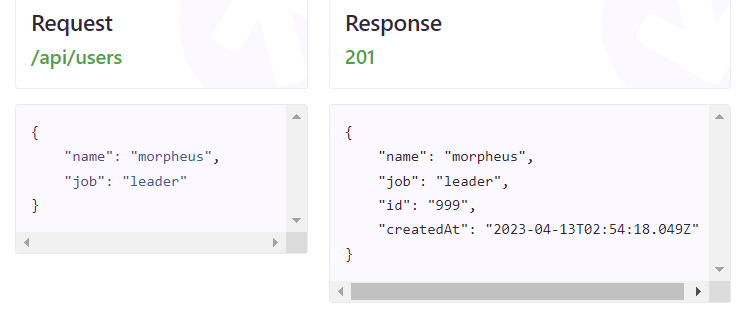 Request
/api/users
{
    "name": "morpheus",
    "job": "leader"
}
Response
201
{
    "name": "morpheus",
    "job": "leader",
    "id": "999",
    "createdAt": "2023-04-13T02:54:18.049Z"
}